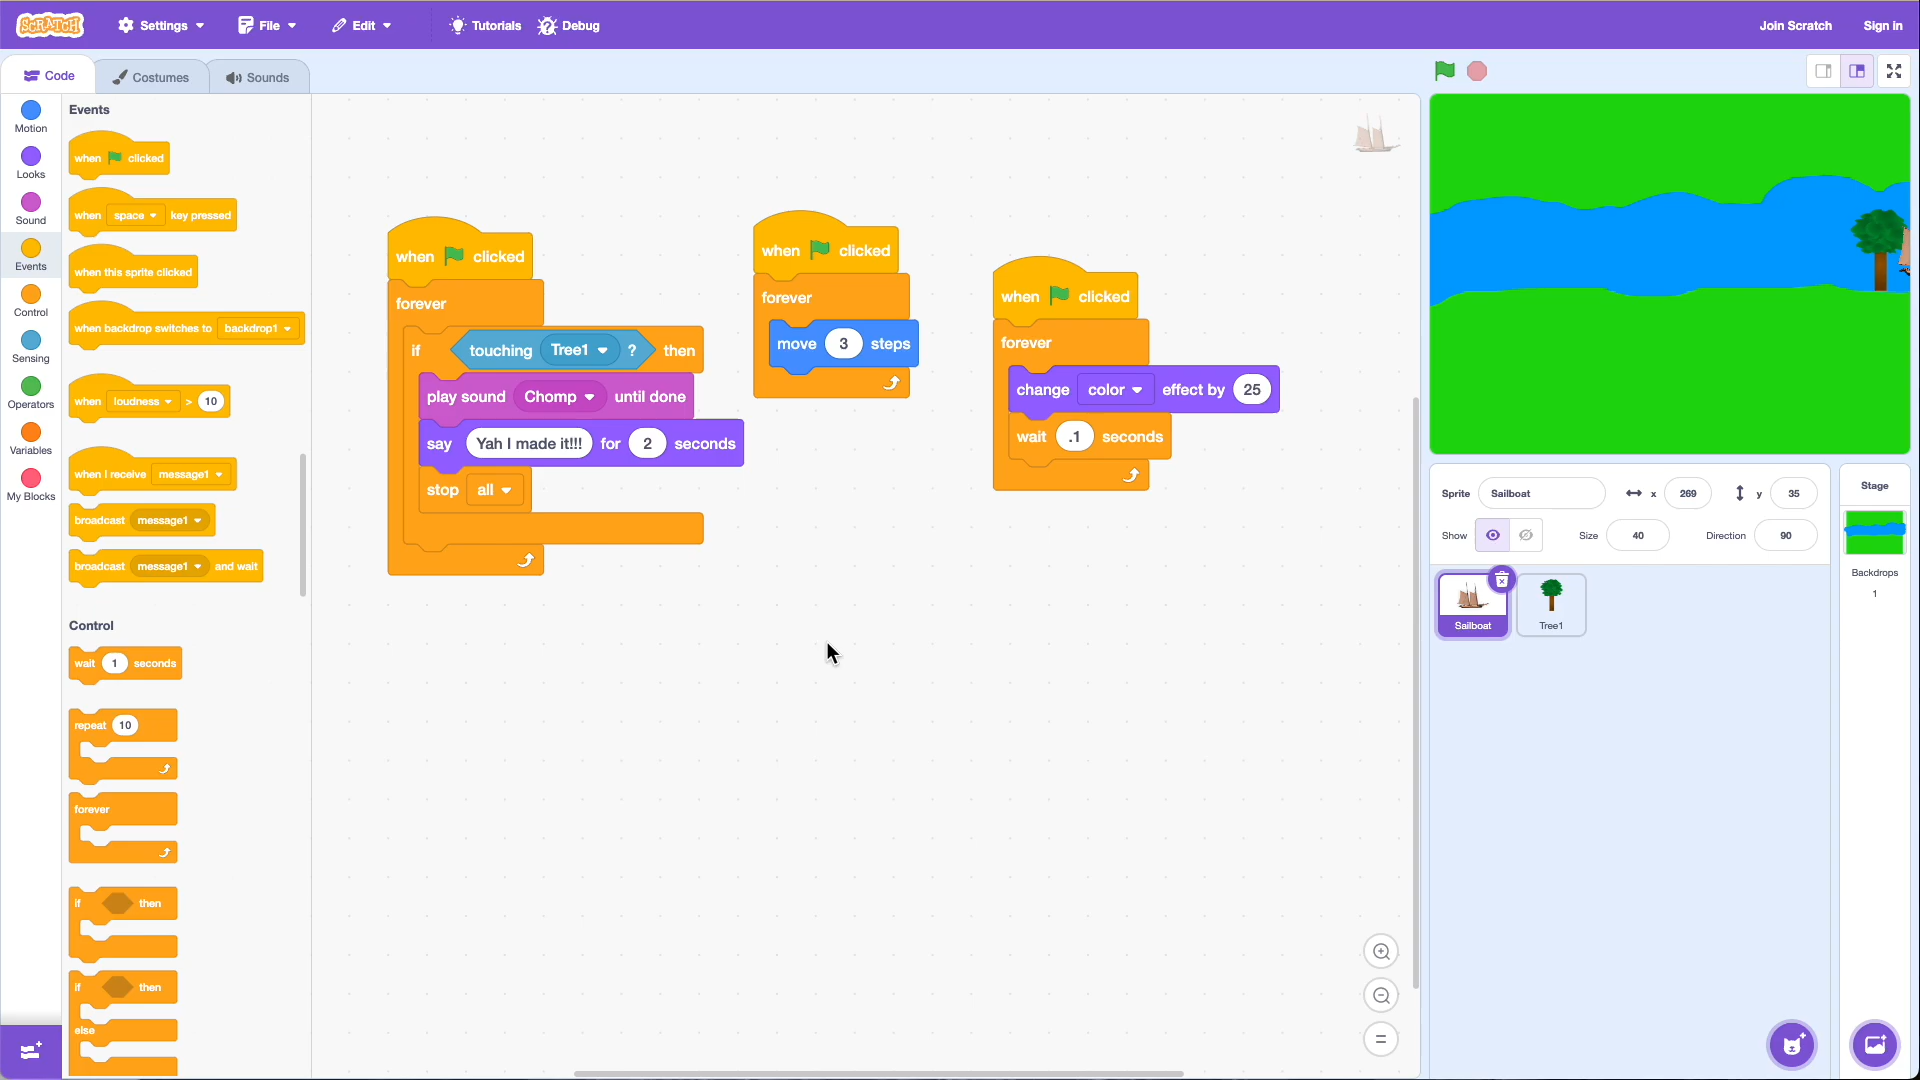 SCRATCH
Settings
File
Edit
Tutorials
Debug
Join Scratch
Sign in
Code
Costumes
Sounds
Motion
Looks
Sound
Events
Control
Sensing
Operators
Variables
My Blocks
Events
when clicked
when space key pressed
when this sprite clicked
when backdrop switches to backdrop1
when loudness > 10
when I receive message1
broadcast message1
broadcast message1 and wait
Control
wait 1 seconds
repeat 10
forever
if then
if then
else
when clicked
forever
if touching Tree1 ? then
play sound Chomp until done
say Yah I made it!!! for 2 seconds
stop all
when clicked
forever
move 3 steps
when clicked
forever
change color effect by 25
wait .1 seconds
Sprite Sailboat x 269 y 35
Show Size 40 Direction 90
Sailboat
Tree1
Stage
Backdrops
1